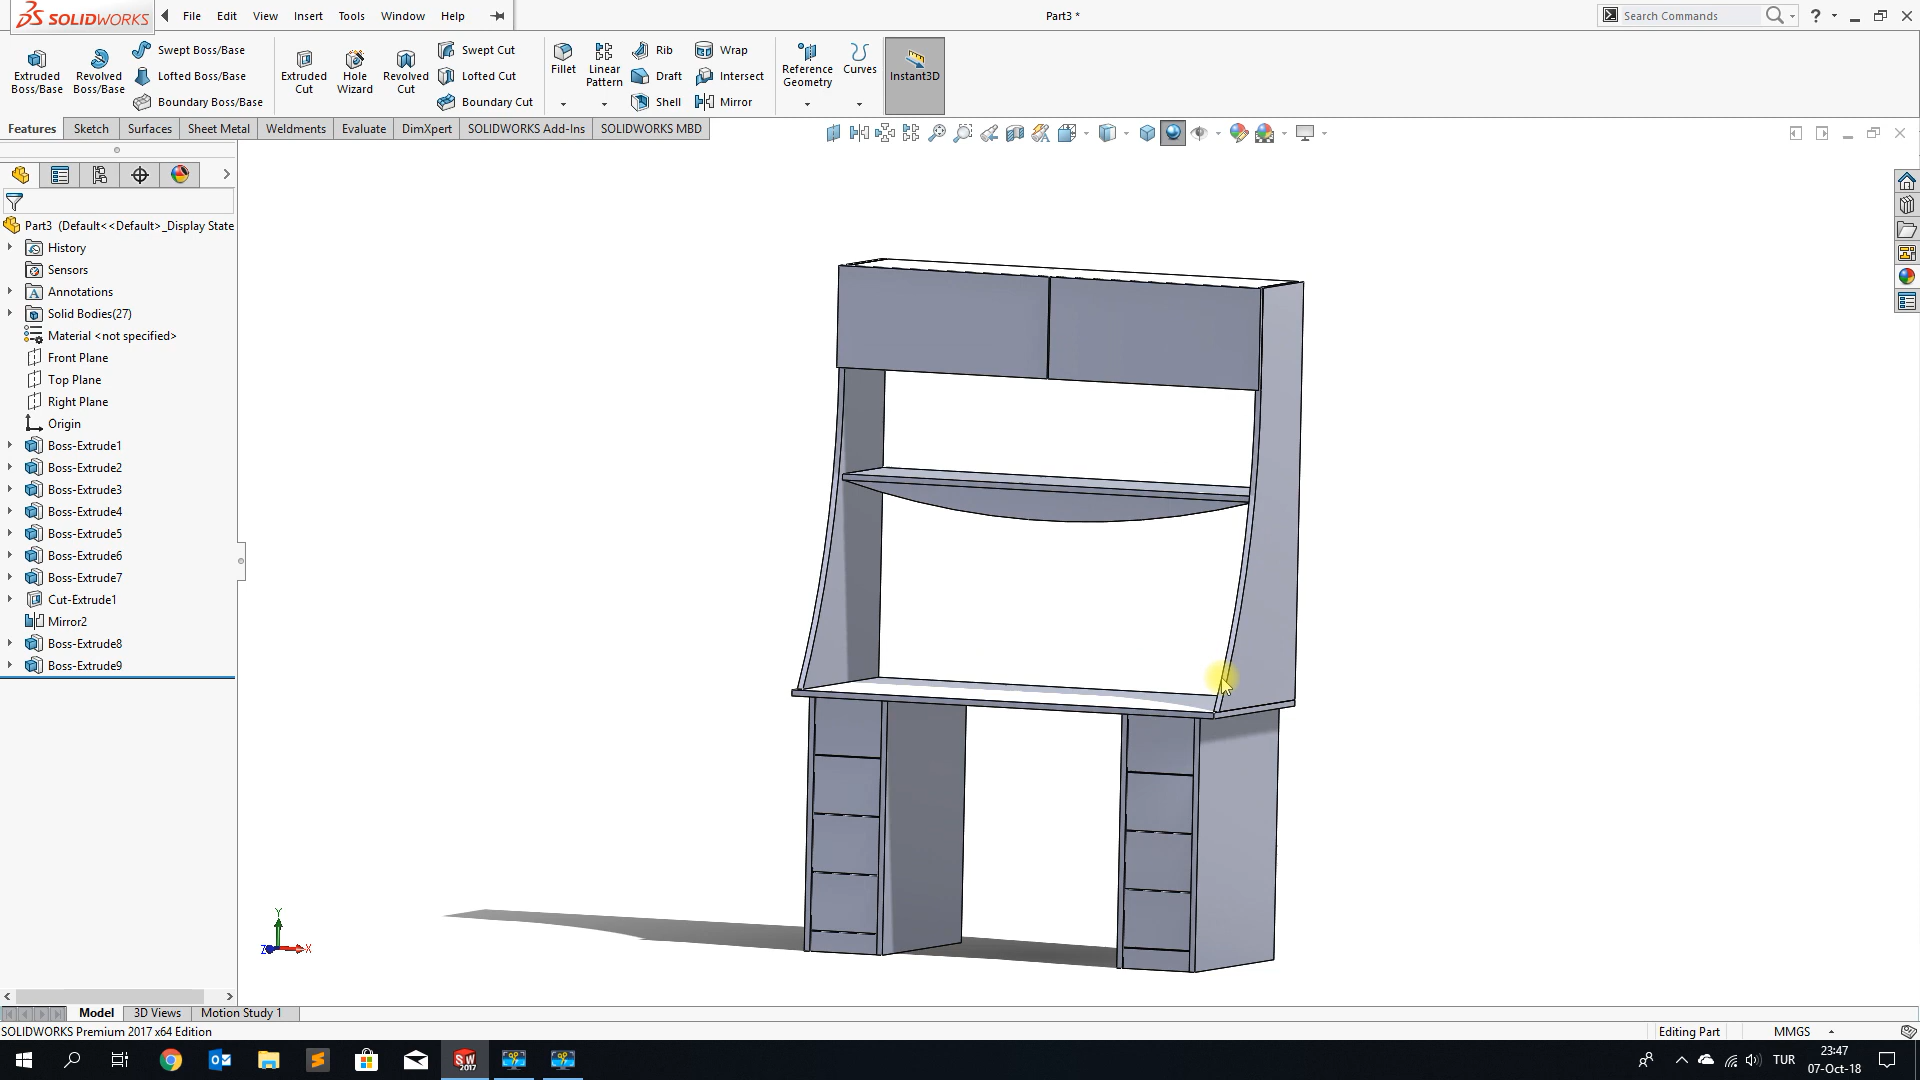 SOLIDWORKS File Edit View Insert Tools Window Help Part3 * Search Commands ?
Extruded Boss/Base
Revolved Boss/Base
Swept Boss/Base
Lofted Boss/Base
Boundary Boss/Base
Extruded Cut
Hole Wizard
Revolved Cut
Swept Cut
Lofted Cut
Boundary Cut
Fillet
Linear Pattern
Rib
Draft
Shell
Wrap
Intersect
Mirror
Reference Geometry
Curves
Instant3D
Features Sketch Surfaces Sheet Metal Weldments Evaluate DimXpert SOLIDWORKS Add-Ins SOLIDWORKS MBD
Part3 (Default<<Default>_Display State
History
Sensors
Annotations
Solid Bodies(27)
Material <not specified>
Front Plane
Top Plane
Right Plane
Origin
Boss-Extrude1
Boss-Extrude2
Boss-Extrude3
Boss-Extrude4
Boss-Extrude5
Boss-Extrude6
Boss-Extrude7
Cut-Extrude1
Mirror2
Boss-Extrude8
Boss-Extrude9
Y
Z X
Model 3D Views Motion Study 1
SOLIDWORKS Premium 2017 x64 Edition Editing Part MMGS
SW 2017 TUR 23:47
07-Oct-18